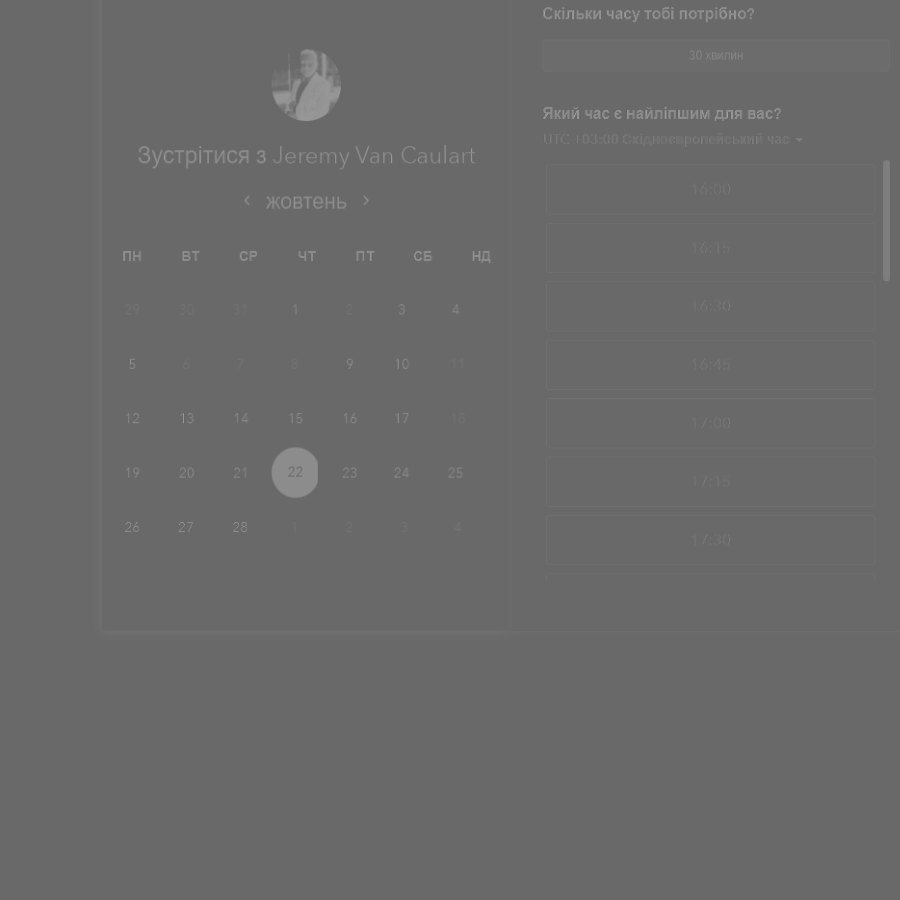 Зустрітися з Jeremy Van Caulart
жовтень
ПН ВТ СР ЧТ ПТ СБ НД
29 30 31 1 2 3 4
5 6 7 8 9 10 11
12 13 14 15 16 17 18
19 20 21 22 23 24 25
26 27 28 1 2 3 4
Скільки часу тобі потрібно?
30 хвилин
Який час є найліпшим для вас?
UTC +03:00 Східноєвропейський час
16:00
16:15
16:30
16:45
17:00
17:15
17:30